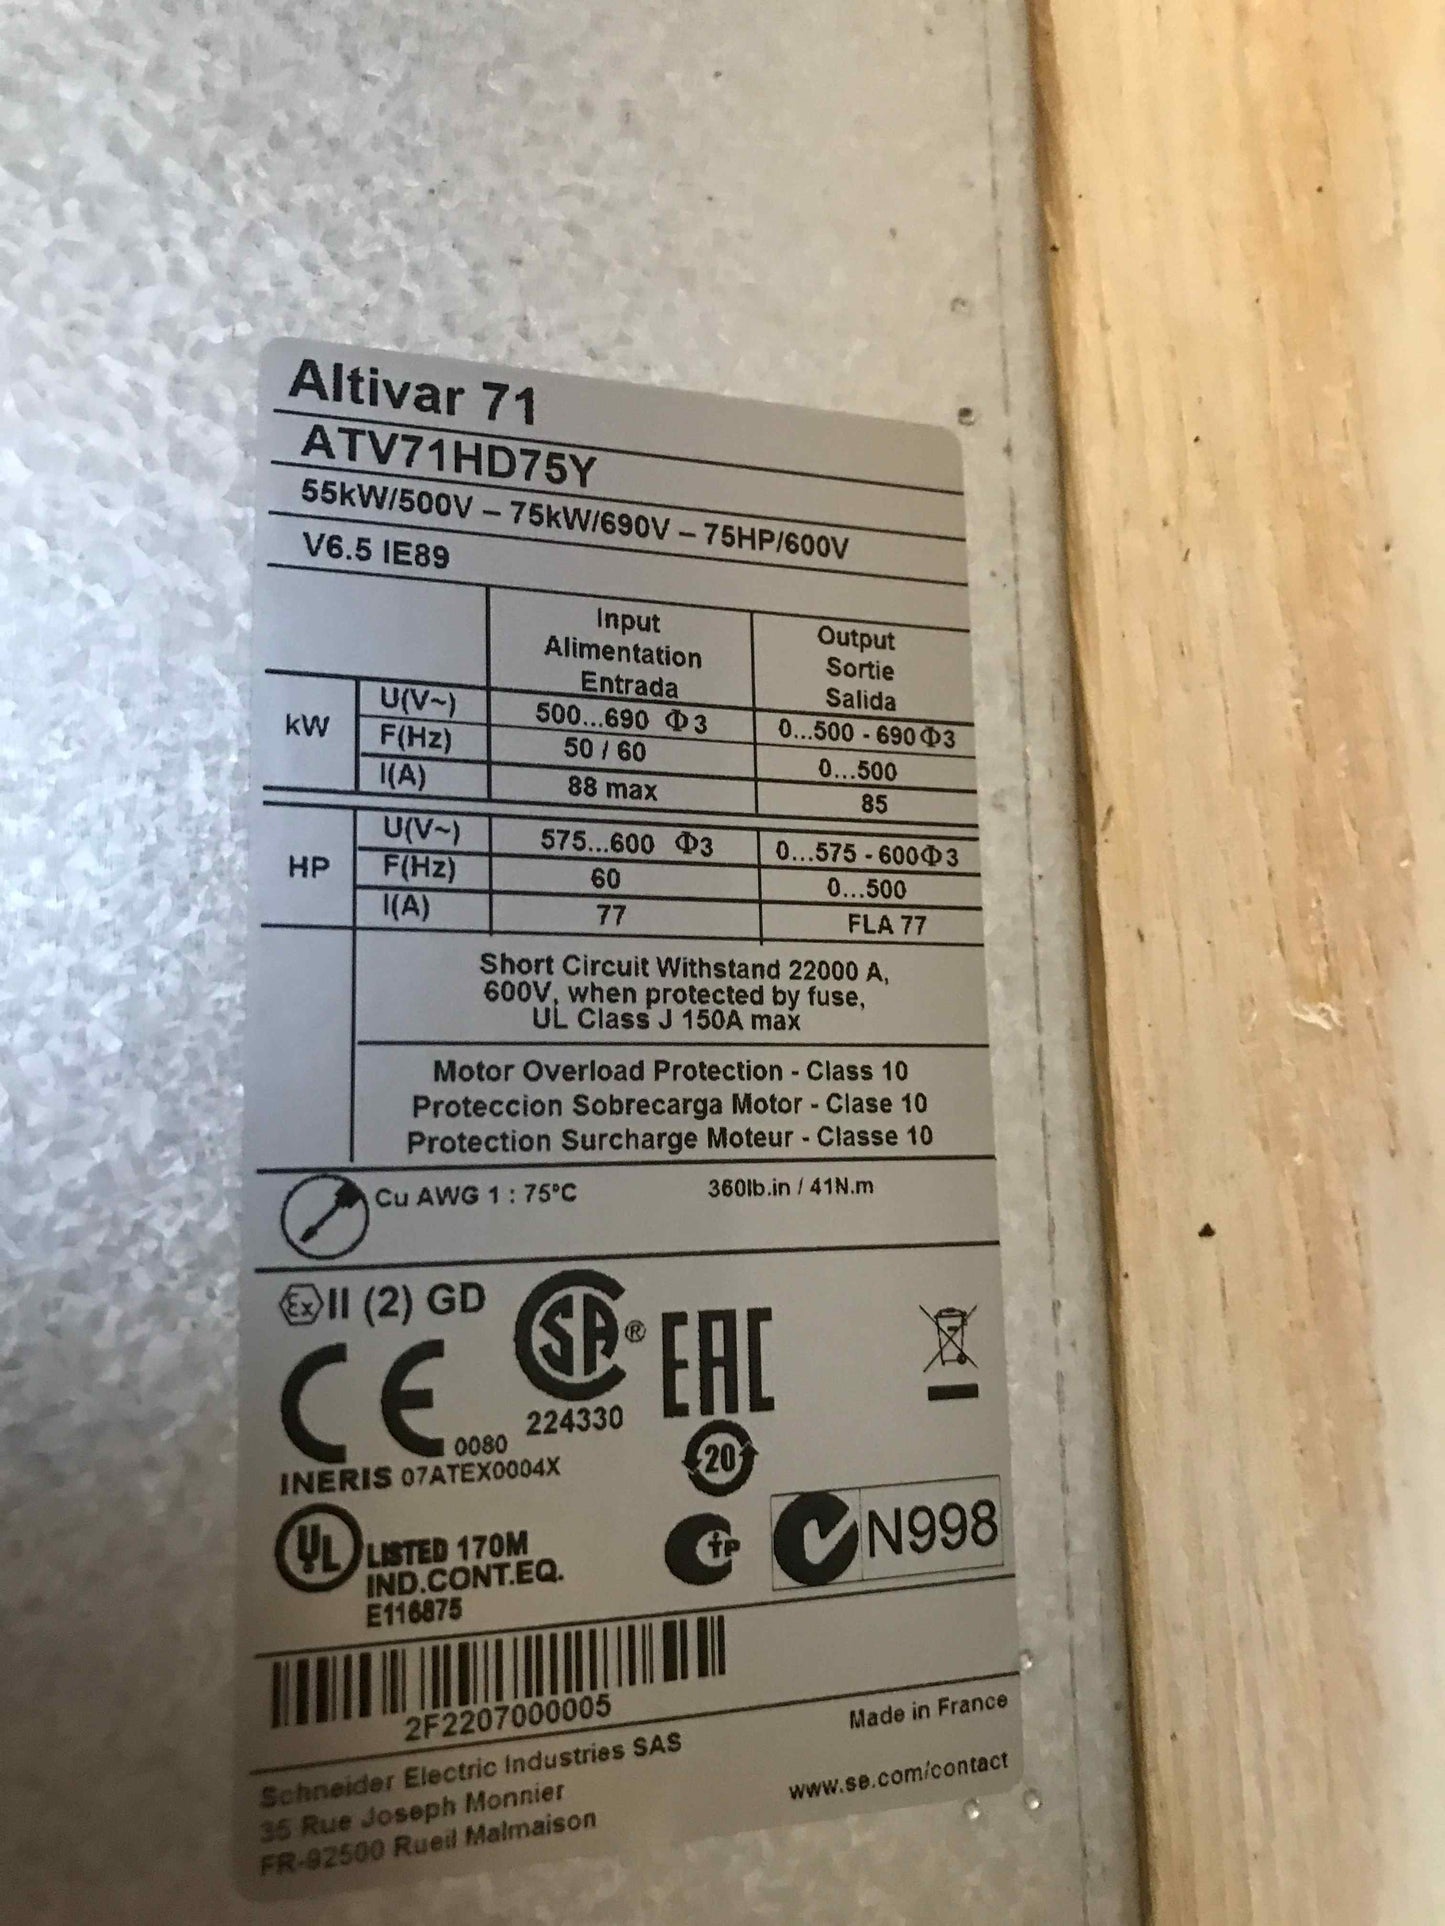 Altivar 71
ATV71HD75Y
55kW/500V – 75kW/690V – 75HP/600V
V6.5 IE89
Input
Alimentation
Entrada
Output
Sortie
Salida
kW
U(V~) 500...690 Φ3 0...500 - 690Φ3
F(Hz) 50 / 60 0...500
I(A) 88 max 85
HP
U(V~) 575...600 Φ3 0...575 - 600Φ3
F(Hz) 60 0...500
I(A) 77 FLA 77
Short Circuit Withstand 22000 A,
600V, when protected by fuse,
UL Class J 150A max
Motor Overload Protection - Class 10
Proteccion Sobrecarga Motor - Clase 10
Protection Surcharge Moteur - Classe 10
Cu AWG 1 : 75°C 360lb.in / 41N.m
Ex II (2) GD
CE 0080
SA®
224330
EAC
INERIS 07ATEX0004X
20
UL LISTED 170M
IND.CONT.EQ.
E116875
N998
2F2207000005
Schneider Electric Industries SAS
35 Rue Joseph Monnier
FR-92500 Rueil Malmaison
Made in France
www.se.com/contact